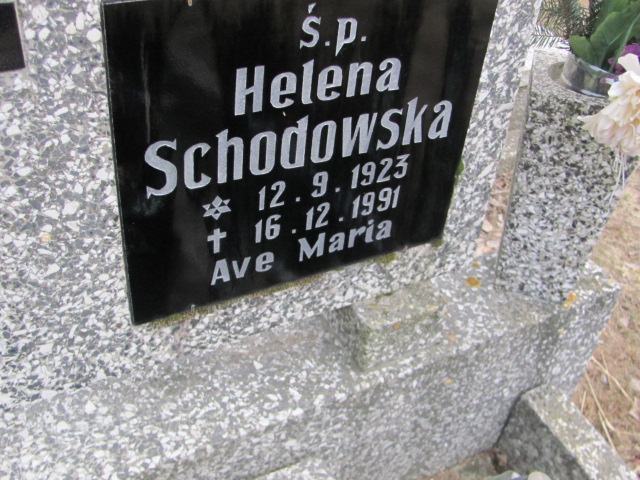 Ś.P.
Helena
Schodowska
✡ 12.9.1923
✝ 16.12.1991
Ave Maria